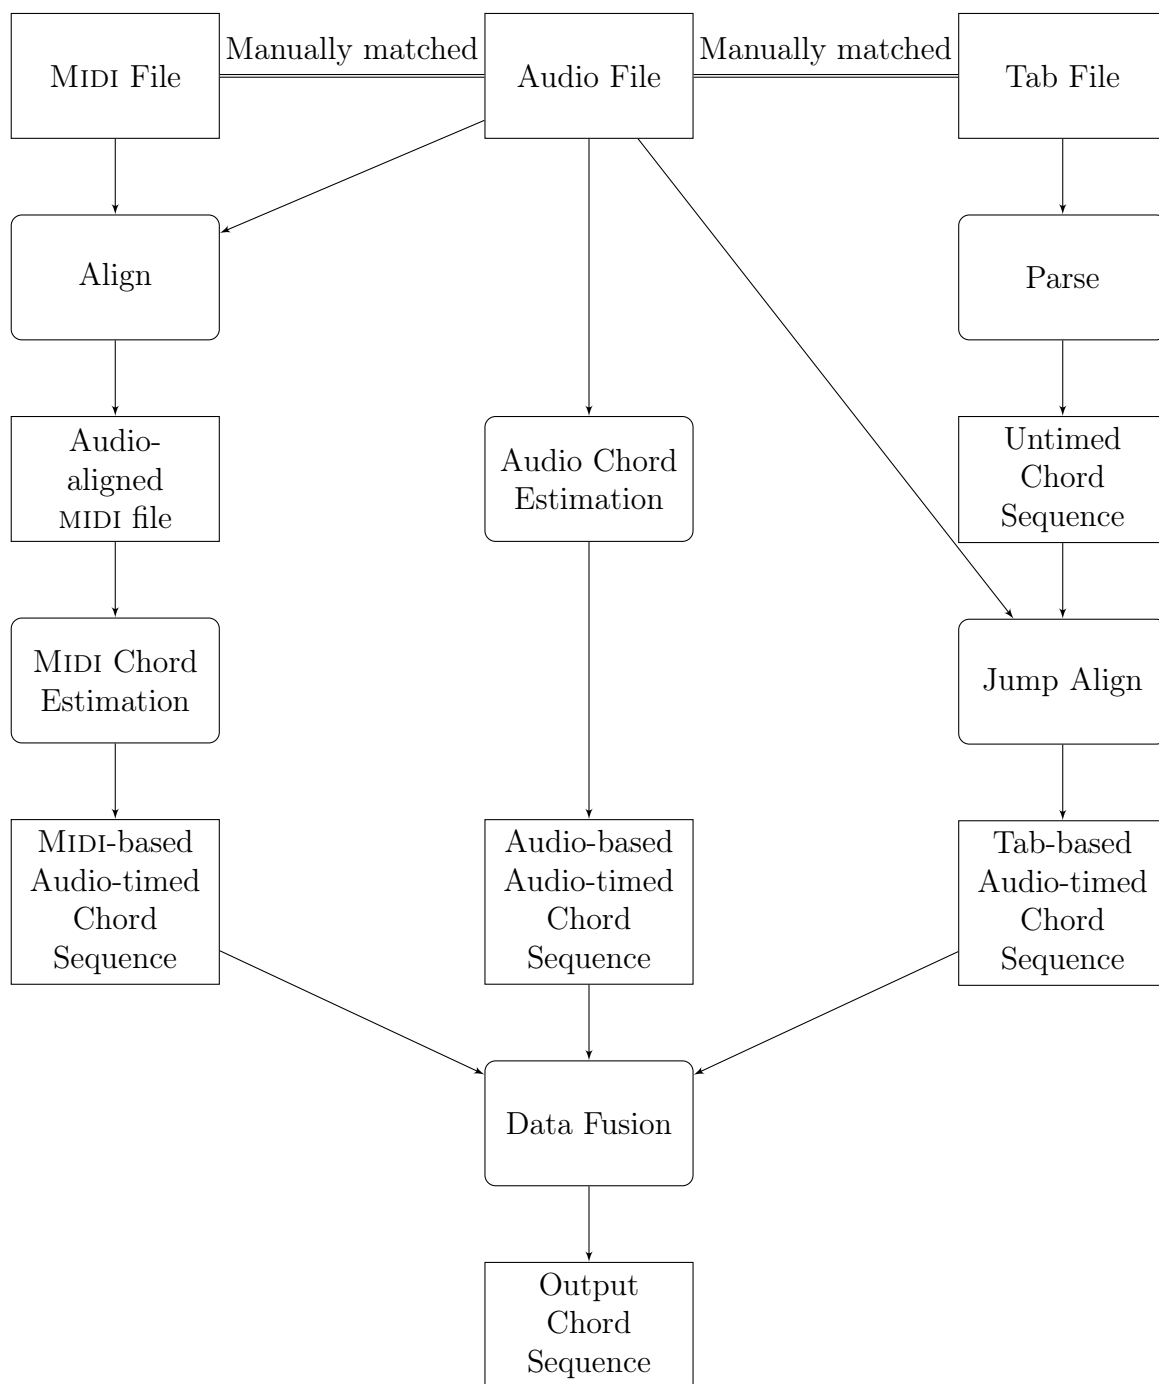 Manually matched
Manually matched
MIDI File
Audio File
Tab File
Align
Parse
Audio-
aligned
MIDI file
Audio Chord
Estimation
Untimed
Chord
Sequence
MIDI Chord
Estimation
Jump Align
MIDI-based
Audio-timed
Chord
Sequence
Audio-based
Audio-timed
Chord
Sequence
Tab-based
Audio-timed
Chord
Sequence
Data Fusion
Output
Chord
Sequence